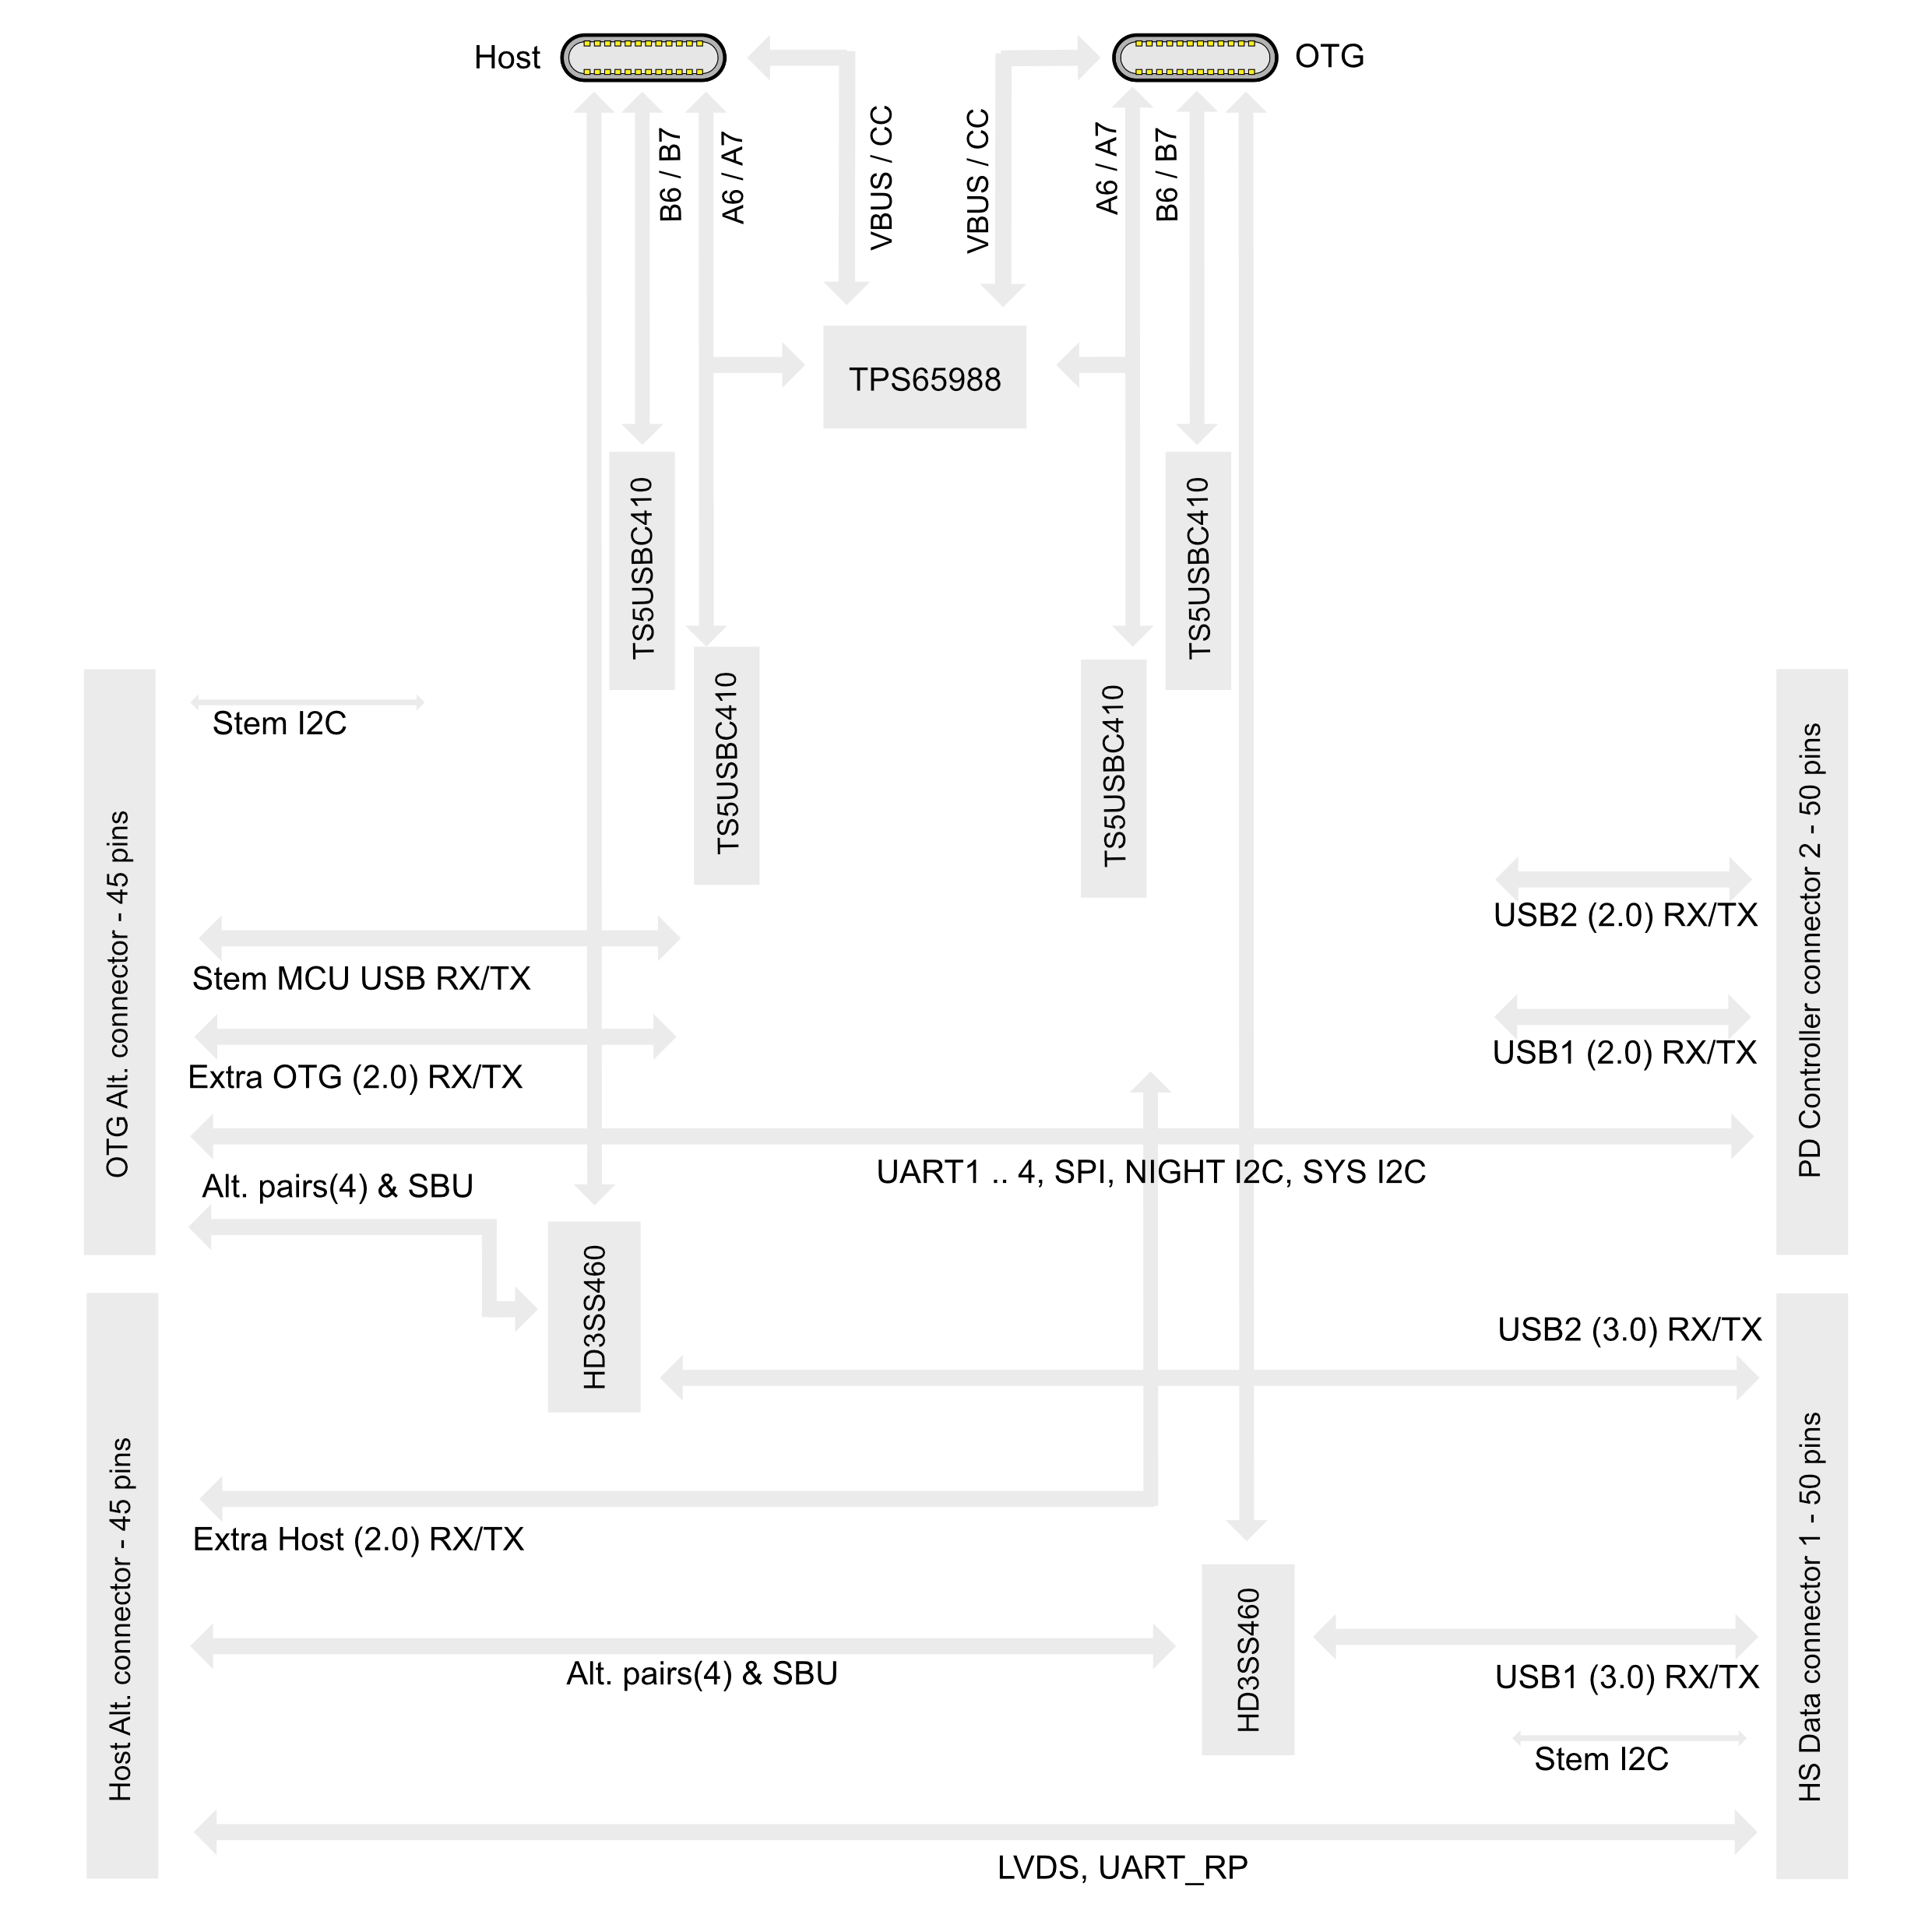 Host
OTG
B6 / B7
A6 / A7
VBUS / CC
VBUS / CC
A6 / A7
B6 / B7
TPS65988
TS5USBC410
TS5USBC410
TS5USBC410
TS5USBC410
OTG Alt. connector - 45 pins
Stem I2C
PD Controller connector 2 - 50 pins
USB2 (2.0) RX/TX
Stem MCU USB RX/TX
USB1 (2.0) RX/TX
Extra OTG (2.0) RX/TX
UART1 .. 4, SPI, NIGHT I2C, SYS I2C
Alt. pairs(4) & SBU
HD3SS460
USB2 (3.0) RX/TX
Host Alt. connector - 45 pins
HS Data connector 1 - 50 pins
Extra Host (2.0) RX/TX
HD3SS460
Alt. pairs(4) & SBU
USB1 (3.0) RX/TX
Stem I2C
LVDS, UART_RP